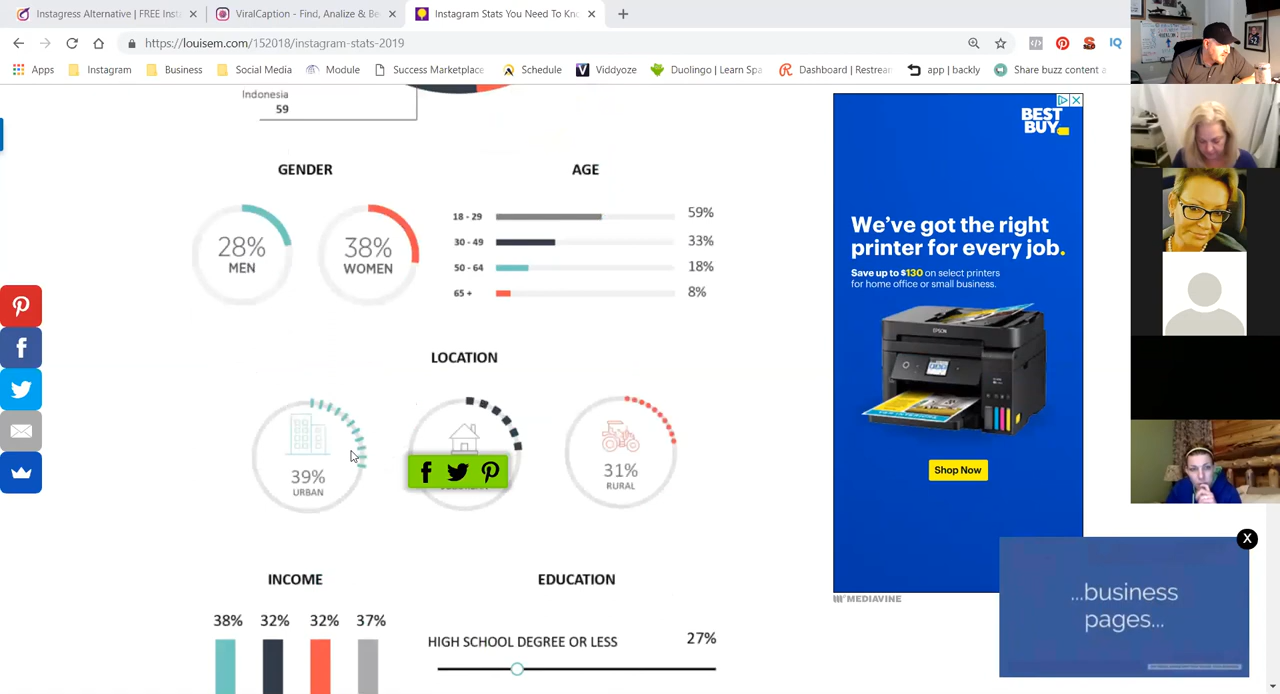 Instagress Alternative | FREE Inst
ViralCaption - Find, Analize & Be
Instagram Stats You Need To Kno
https://louisem.com/152018/instagram-stats-2019
IQ
Apps
Instagram
Business
Social Media
Module
Success Marketplace
Schedule
Viddyoze
Duolingo | Learn Spa
Dashboard | Restrea
app | backly
Share buzz content a
Indonesia
59
GENDER
AGE
28%
MEN
38%
WOMEN
18 - 29
59%
30 - 49
33%
50 - 64
18%
65 +
8%
LOCATION
39%
URBAN
31%
RURAL
INCOME
38%
32%
32%
37%
EDUCATION
HIGH SCHOOL DEGREE OR LESS
27%
BEST
BUY
We've got the right
printer for every job.
Save up to $130 on select printers
for home office or small business.
EPSON
Shop Now
MEDIAVINE
X
...business
pages...